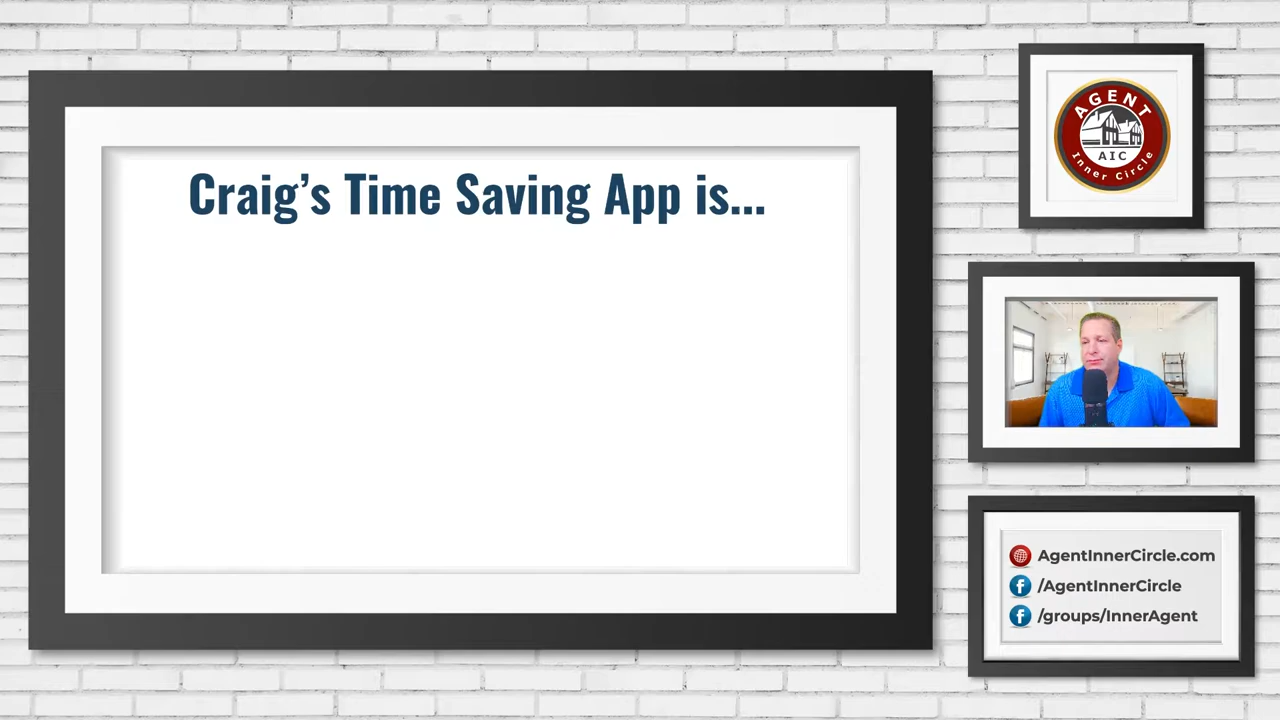 Craig’s Time Saving App is...
AGENT
AIC
Inner Circle
AgentInnerCircle.com
/AgentInnerCircle
/groups/InnerAgent